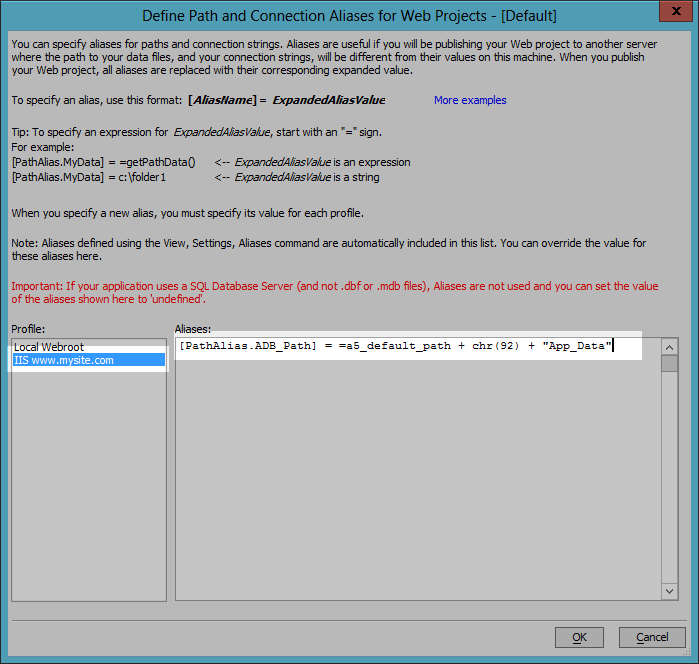 Define Path and Connection Aliases for Web Projects - [Default]
x
You can specify aliases for paths and connection strings. Aliases are useful if you will be publishing your Web project to another server
where the path to your data files, and your connection strings, will be different from their values on this machine. When you publish
your Web project, all aliases are replaced with their corresponding expanded value.
To specify an alias, use this format: [AliasName] = ExpandedAliasValue More examples
Tip: To specify an expression for ExpandedAliasValue, start with an "=" sign.
For example:
[PathAlias.MyData] = =getPathData() <-- ExpandedAliasValue is an expression
[PathAlias.MyData] = c:\folder1 <-- ExpandedAliasValue is a string
When you specify a new alias, you must specify its value for each profile.
Note: Aliases defined using the View, Settings, Aliases command are automatically included in this list. You can override the value for
these aliases here.
Important: If your application uses a SQL Database Server (and not .dbf or .mdb files), Aliases are not used and you can set the value
of the aliases shown here to 'undefined'.
Profile: Aliases:
Local Webroot
[PathAlias.ADB_Path] = =a5_default_path + chr(92) + "App_Data"
IIS www.mysite.com
OK Cancel